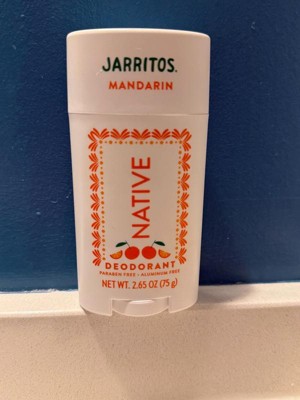 JARRITOS.
MANDARIN
NATIVE
DEODORANT
PARABEN FREE • ALUMINUM FREE
NET WT. 2.65 OZ (75 g)